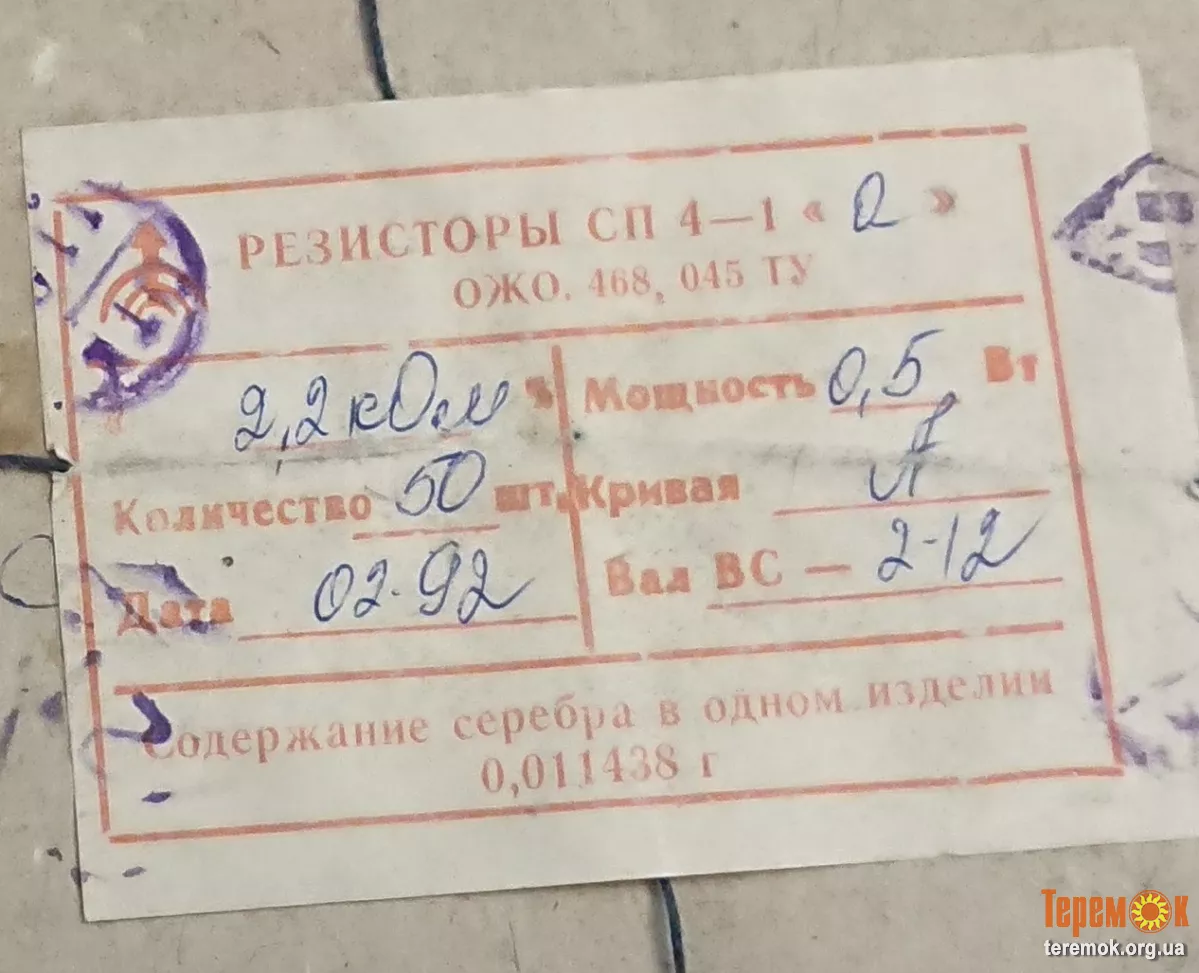 РЕЗИСТОРЫ СП 4—1 « а »
ОЖО. 468, 045 ТУ
2,2 кОм %
Мощность 0,5 Вт
Количество 50 шт.
Кривая
Дата 02-92
Вал ВС — 2-12
Содержание серебра в одном изделии
0,011438 г
Теремок
teremok.org.ua